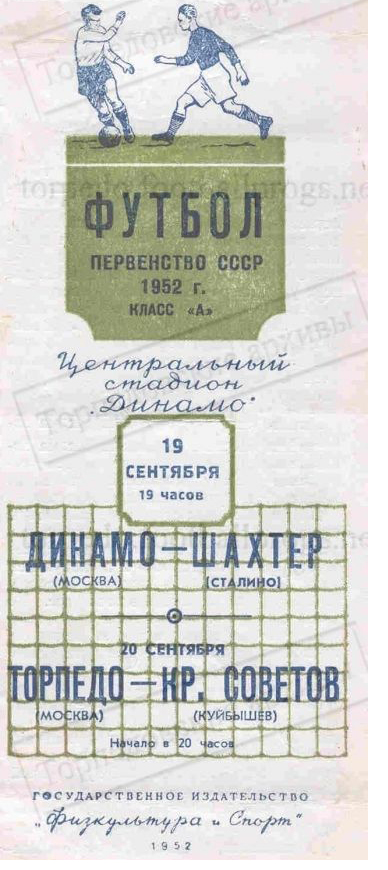 ФУТБОЛ
ПЕРВЕНСТВО СССР
1952 г.
КЛАСС «А»
Центральный
стадион
„Динамо"
19
СЕНТЯБРЯ
19 часов
ДИНАМО—ШАХТЕР
(МОСКВА) (СТАЛИНО)
20 СЕНТЯБРЯ
ТОРПЕДО—КР. СОВЕТОВ
(МОСКВА) (КУЙБЫШЕВ)
Начало в 20 часов
ГОСУДАРСТВЕННОЕ ИЗДАТЕЛЬСТВО
„Физкультура и Спорт"
1952